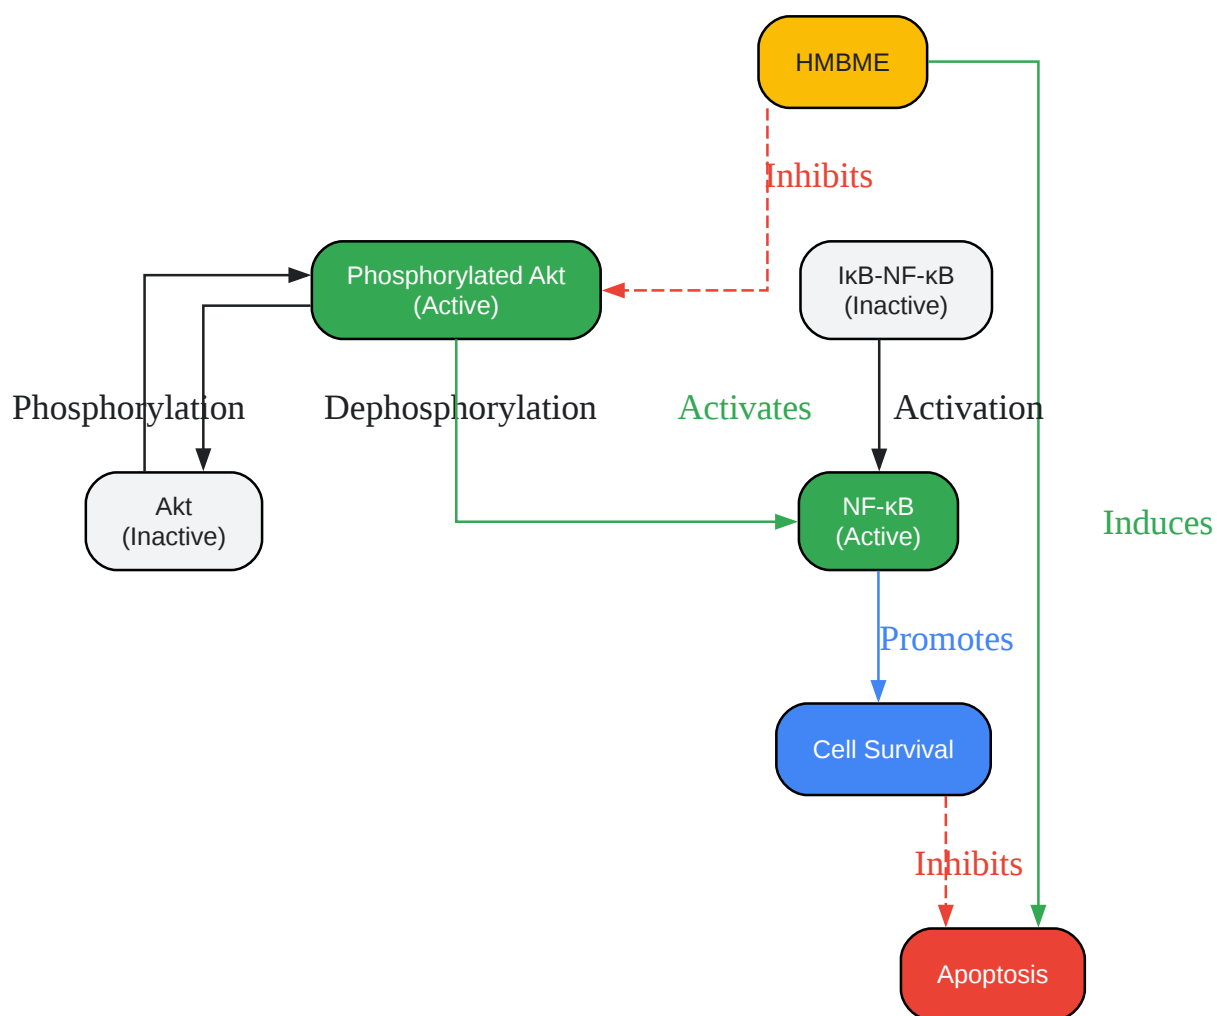 HMBME
Inhibits
Phosphorylated Akt
(Active)
IκB-NF-κB
(Inactive)
Phosphorylation
Dephosphorylation
Activates
Activation
Akt
(Inactive)
NF-κB
(Active)
Induces
Promotes
Cell Survival
Inhibits
Apoptosis